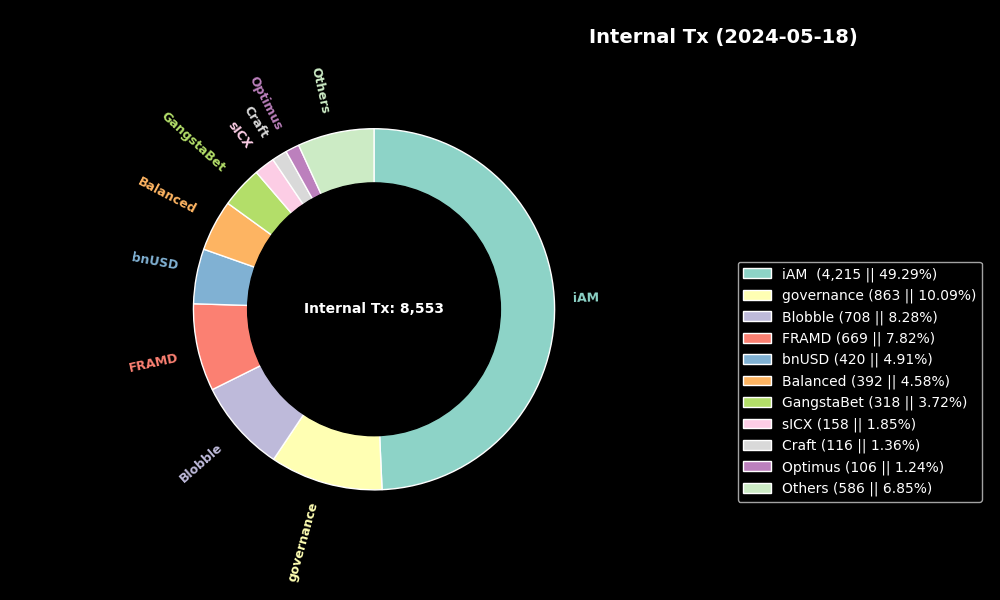 Internal Tx (2024-05-18)
Others
Optimus
Craft
sICX
GangstaBet
Balanced
bnUSD
FRAMD
Blobble
governance
iAM
Internal Tx: 8,553
iAM  (4,215 || 49.29%)
governance (863 || 10.09%)
Blobble (708 || 8.28%)
FRAMD (669 || 7.82%)
bnUSD (420 || 4.91%)
Balanced (392 || 4.58%)
GangstaBet (318 || 3.72%)
sICX (158 || 1.85%)
Craft (116 || 1.36%)
Optimus (106 || 1.24%)
Others (586 || 6.85%)